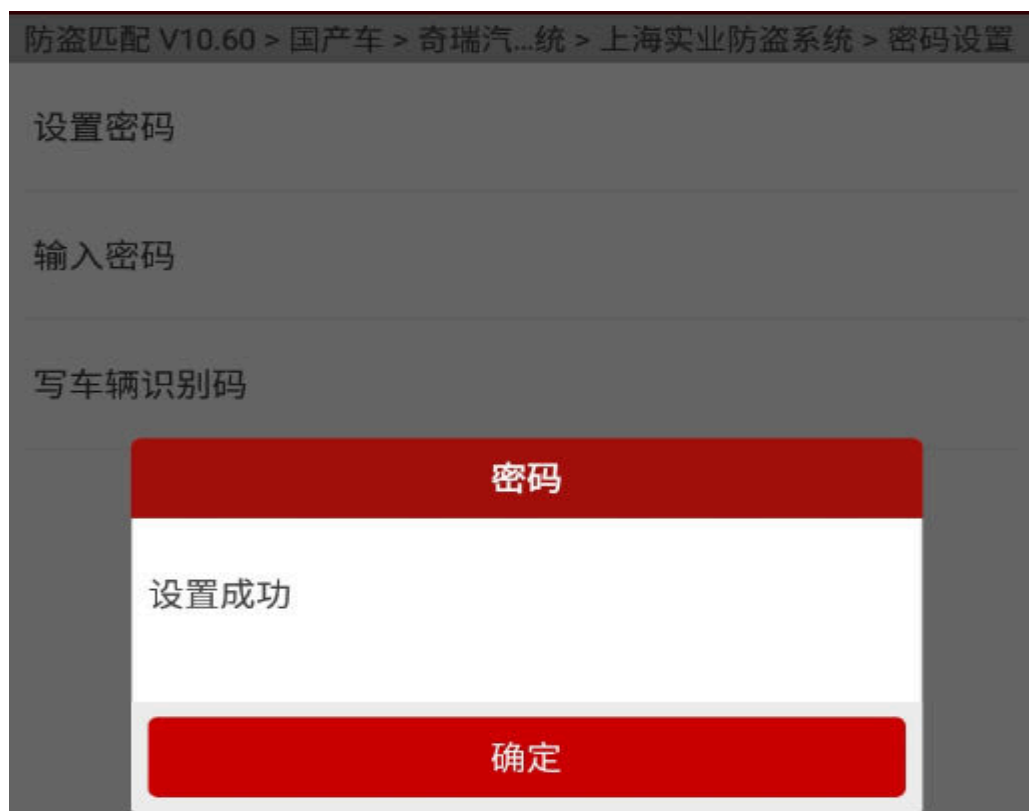 防盗匹配 V10.60 > 国产车 > 奇瑞汽...统 > 上海实业防盗系统 > 密码设置
设置密码
输入密码
写车辆识别码
密码
设置成功
确定